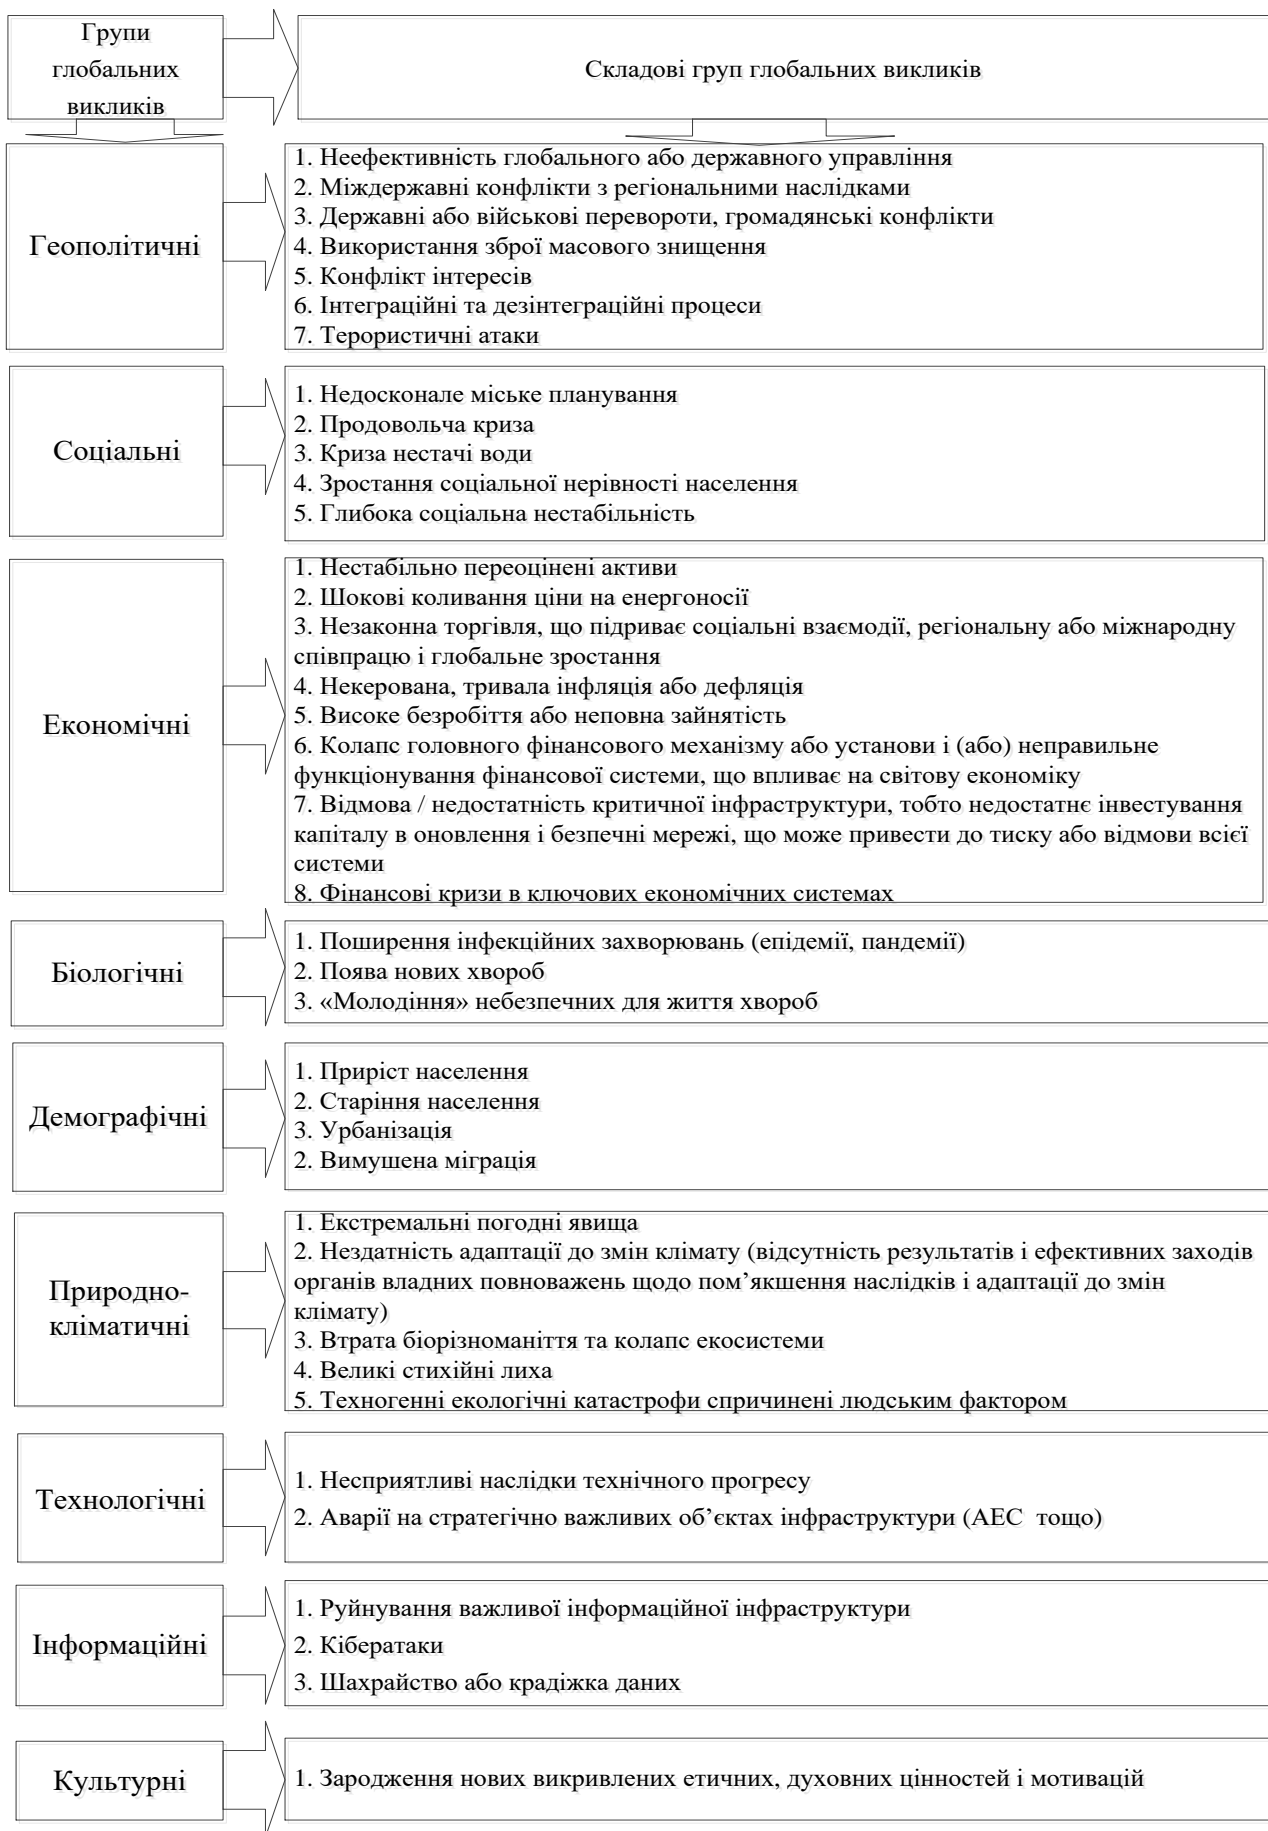 Групи
глобальних
викликів
Складові груп глобальних викликів
Геополітичні
1. Неефективність глобального або державного управління
2. Міждержавні конфлікти з регіональними наслідками
3. Державні або військові перевороти, громадянські конфлікти
4. Використання зброї масового знищення
5. Конфлікт інтересів
6. Інтеграційні та дезінтеграційні процеси
7. Терористичні атаки
Соціальні
1. Недосконале міське планування
2. Продовольча криза
3. Криза нестачі води
4. Зростання соціальної нерівності населення
5. Глибока соціальна нестабільність
Економічні
1. Нестабільно переоцінені активи
2. Шокові коливання ціни на енергоносії
3. Незаконна торгівля, що підриває соціальні взаємодії, регіональну або міжнародну
співпрацю і глобальне зростання
4. Некерована, тривала інфляція або дефляція
5. Високе безробіття або неповна зайнятість
6. Колапс головного фінансового механізму або установи і (або) неправильне
функціонування фінансової системи, що впливає на світову економіку
7. Відмова / недостатність критичної інфраструктури, тобто недостатнє інвестування
капіталу в оновлення і безпечні мережі, що може привести до тиску або відмови всієї
системи
8. Фінансові кризи в ключових економічних системах
Біологічні
1. Поширення інфекційних захворювань (епідемії, пандемії)
2. Поява нових хвороб
3. «Молодіння» небезпечних для життя хвороб
Демографічні
1. Приріст населення
2. Старіння населення
3. Урбанізація
2. Вимушена міграція
Природно-
кліматичні
1. Екстремальні погодні явища
2. Нездатність адаптації до змін клімату (відсутність результатів і ефективних заходів
органів владних повноважень щодо пом’якшення наслідків і адаптації до змін
клімату)
3. Втрата біорізноманіття та колапс екосистеми
4. Великі стихійні лиха
5. Техногенні екологічні катастрофи спричинені людським фактором
Технологічні
1. Несприятливі наслідки технічного прогресу
2. Аварії на стратегічно важливих об’єктах інфраструктури (АЕС тощо)
Інформаційні
1. Руйнування важливої інформаційної інфраструктури
2. Кібератаки
3. Шахрайство або крадіжка даних
Культурні
1. Зародження нових викривлених етичних, духовних цінностей і мотивацій